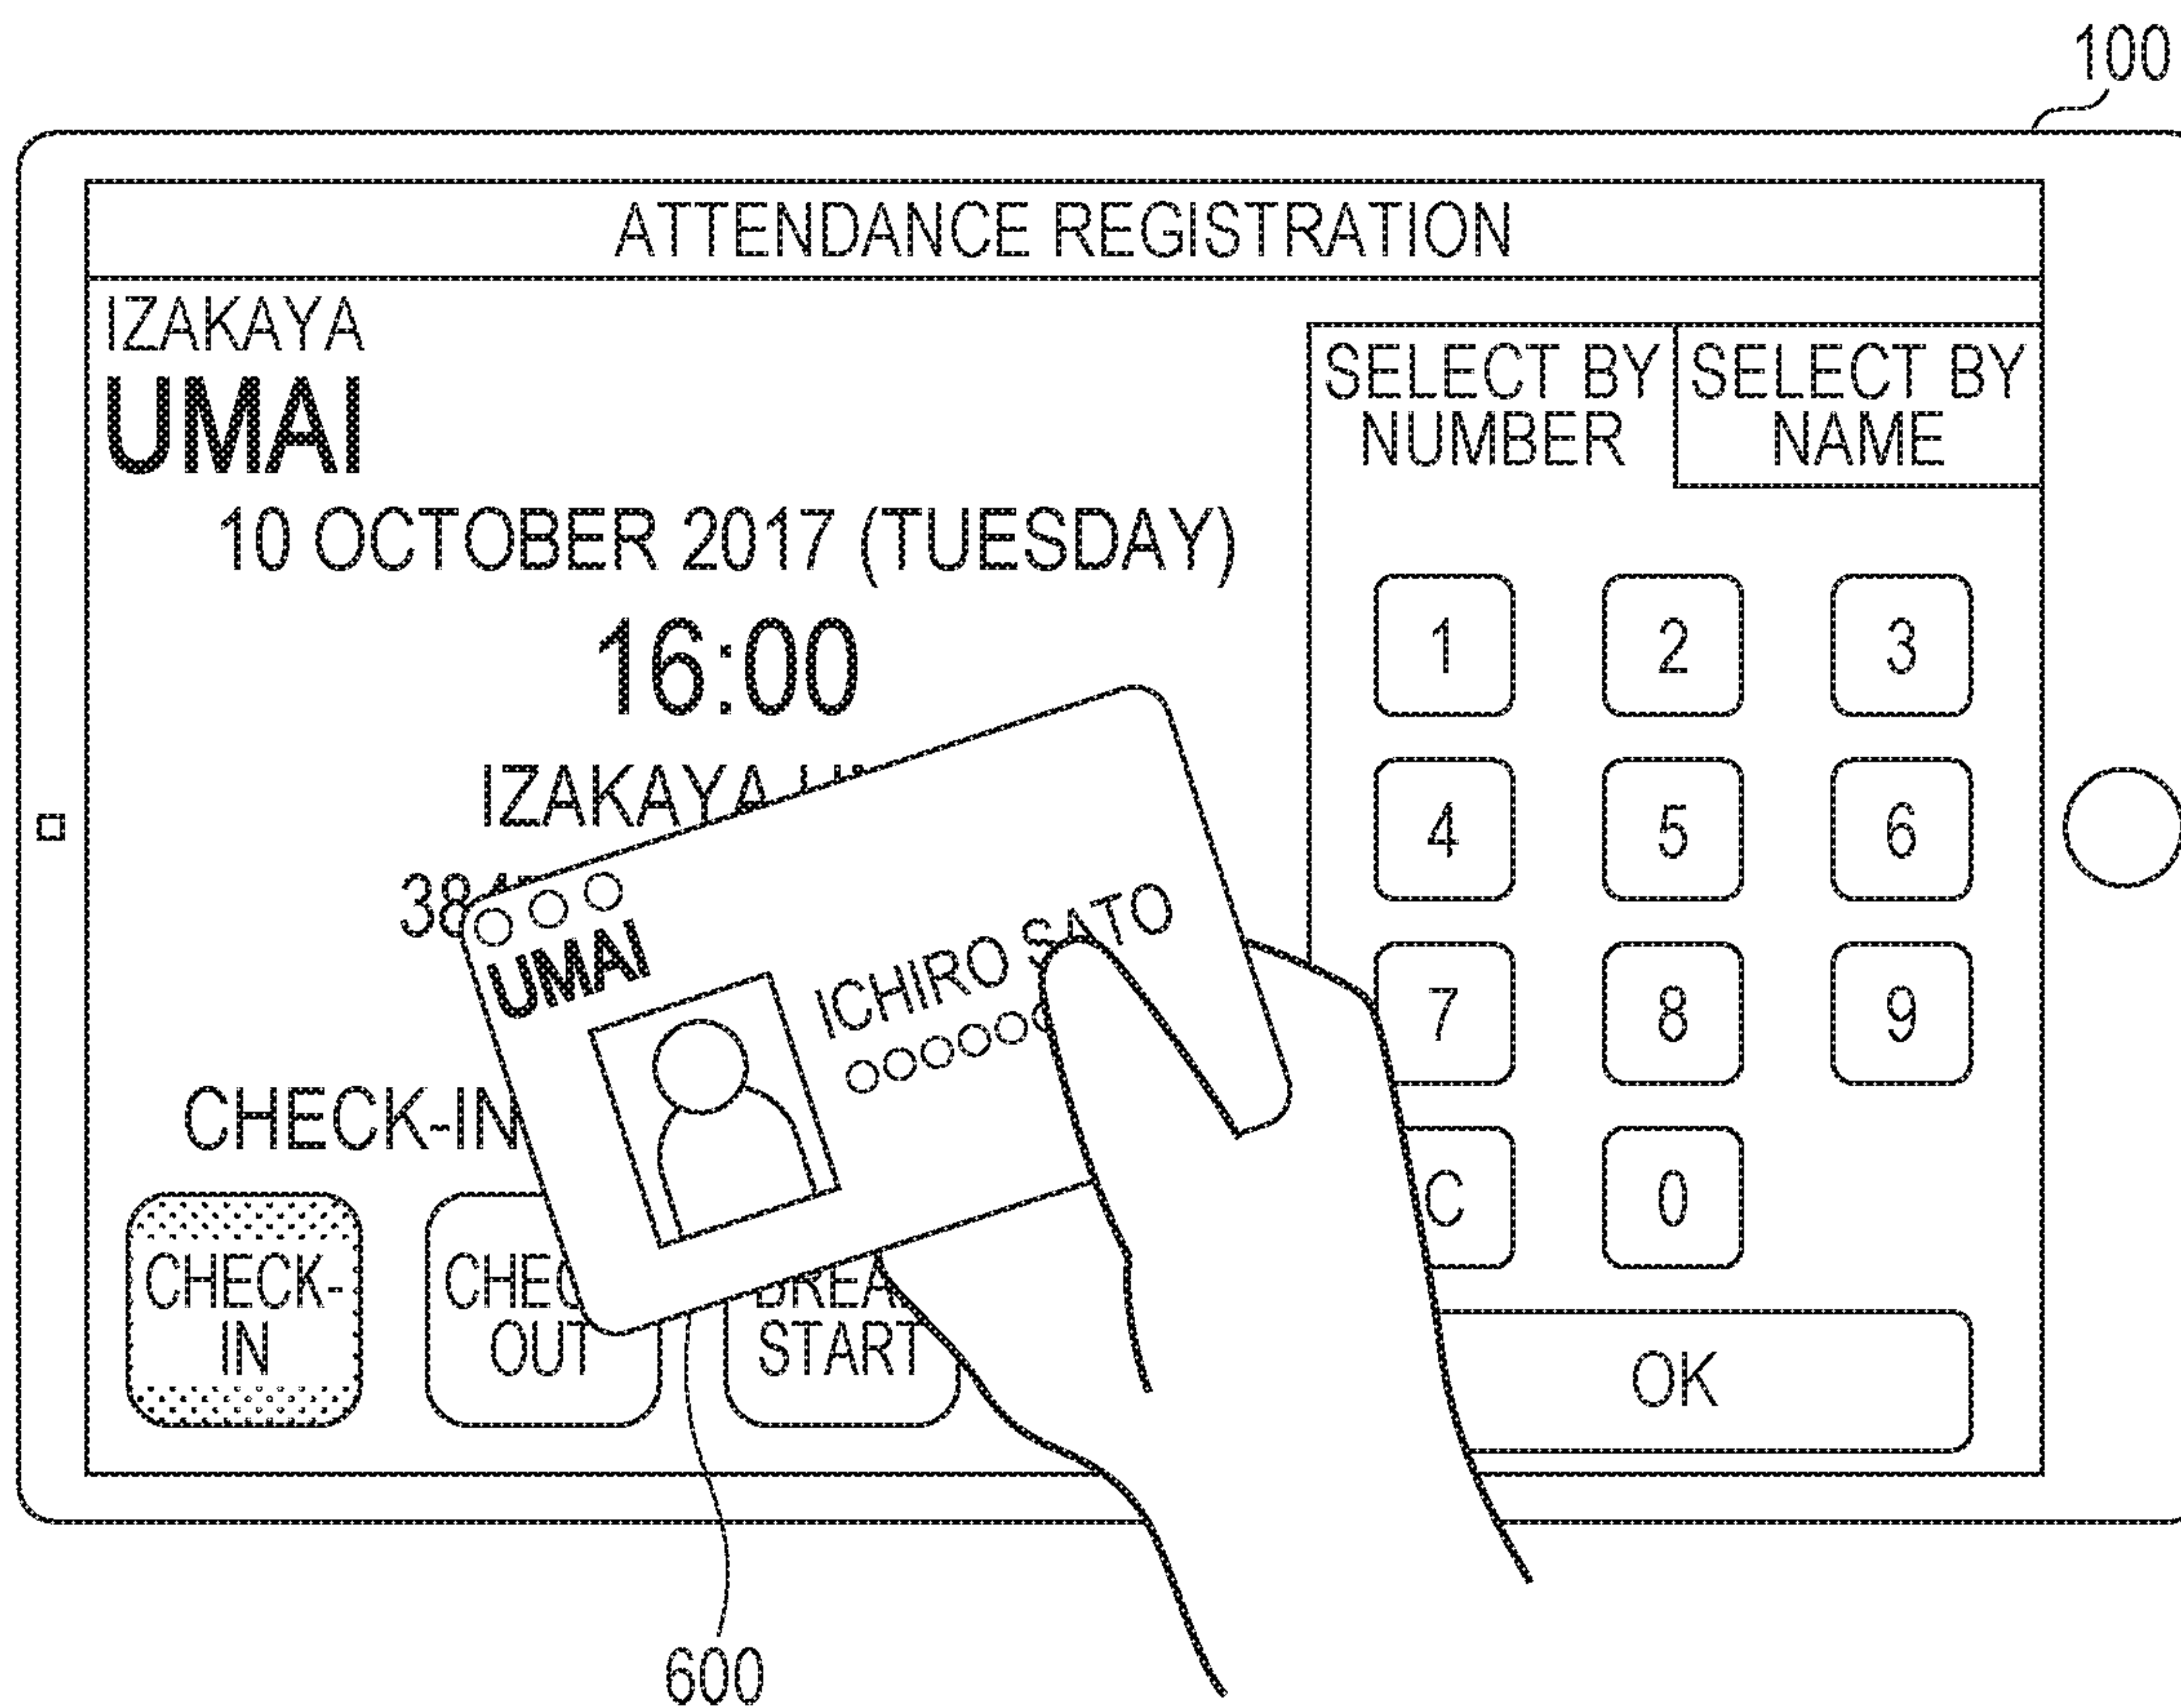 100
ATTENDANCE REGISTRATION
IZAKAYA
UMAI
10 OCTOBER 2017 (TUESDAY)
16:00
IZAKAYA
CHECK-IN
CHECK-
IN
OUT
START
SELECT BY
NUMBER
SELECT BY
NAME
1 2 3
4 5 6
7 8 9
C 0
OK
UMAI
ICHIRO SATO
600